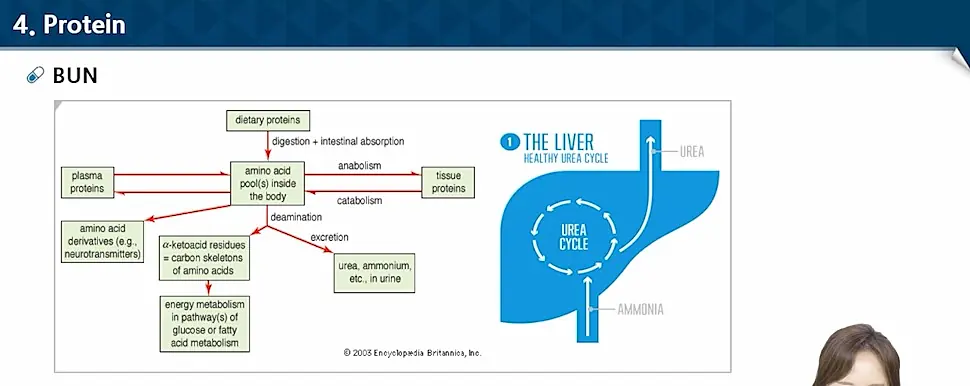 4. Protein
BUN
dietary proteins
digestion + intestinal absorption
plasma
proteins
amino acid
pool(s) inside
the body
anabolism
catabolism
tissue
proteins
deamination
amino acid
derivatives (e.g.,
neurotransmitters)
α-ketoacid residues
= carbon skeletons
of amino acids
excretion
urea, ammonium,
etc., in urine
energy metabolism
in pathway(s) of
glucose or fatty
acid metabolism
© 2003 Encyclopædia Britannica, Inc.
1 THE LIVER
HEALTHY UREA CYCLE
UREA
UREA
CYCLE
AMMONIA